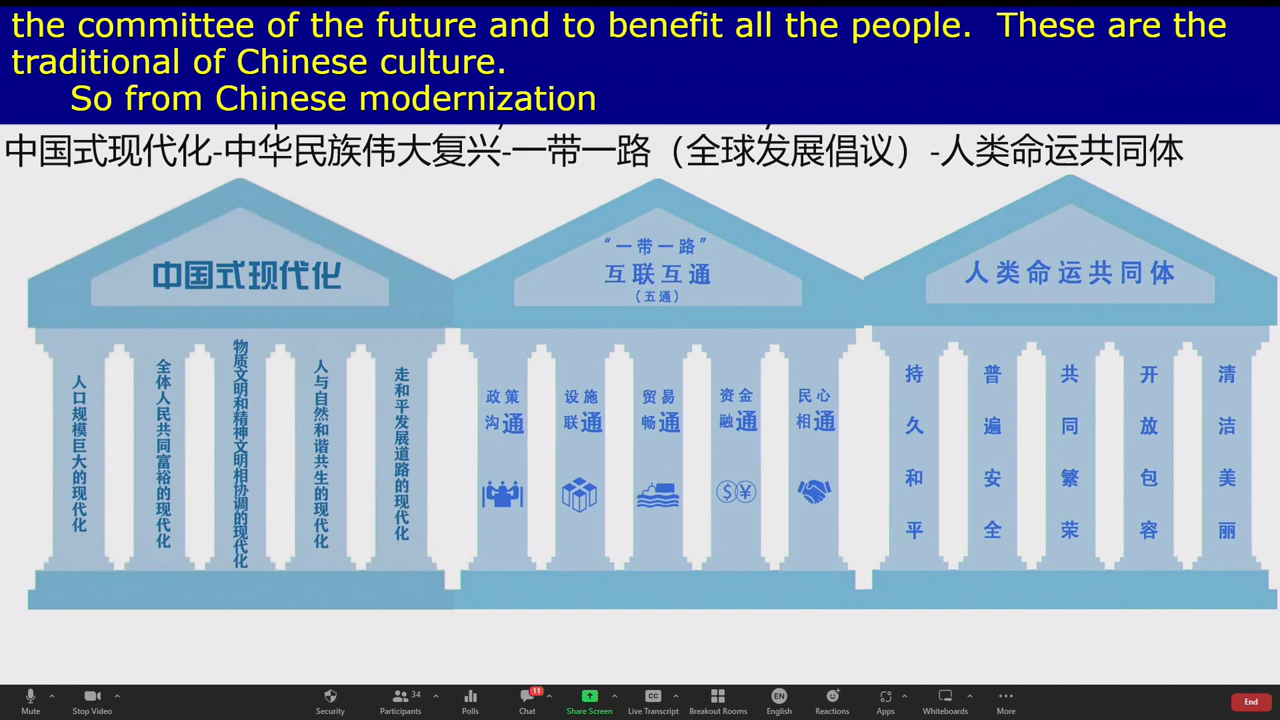 the committee of the future and to benefit all the people.  These are the
traditional of Chinese culture.
So from Chinese modernization
中国式现代化-中华民族伟大复兴-一带一路（全球发展倡议）-人类命运共同体
中国式现代化
人口规模巨大的现代化
全体人民共同富裕的现代化
物质文明和精神文明相协调的现代化
人与自然和谐共生的现代化
走和平发展道路的现代化
“一带一路”
互联互通
（五通）
政策
沟通
设施
联通
贸易
畅通
资金
融通
民心
相通
$ ¥
人类命运共同体
持久和平
普遍安全
共同繁荣
开放包容
清洁美丽
Mute
Stop Video
Security
34
Participants
Polls
11
Chat
Share Screen
CC
Live Transcript
Breakout Rooms
EN
English
Reactions
Apps
Whiteboards
More
End